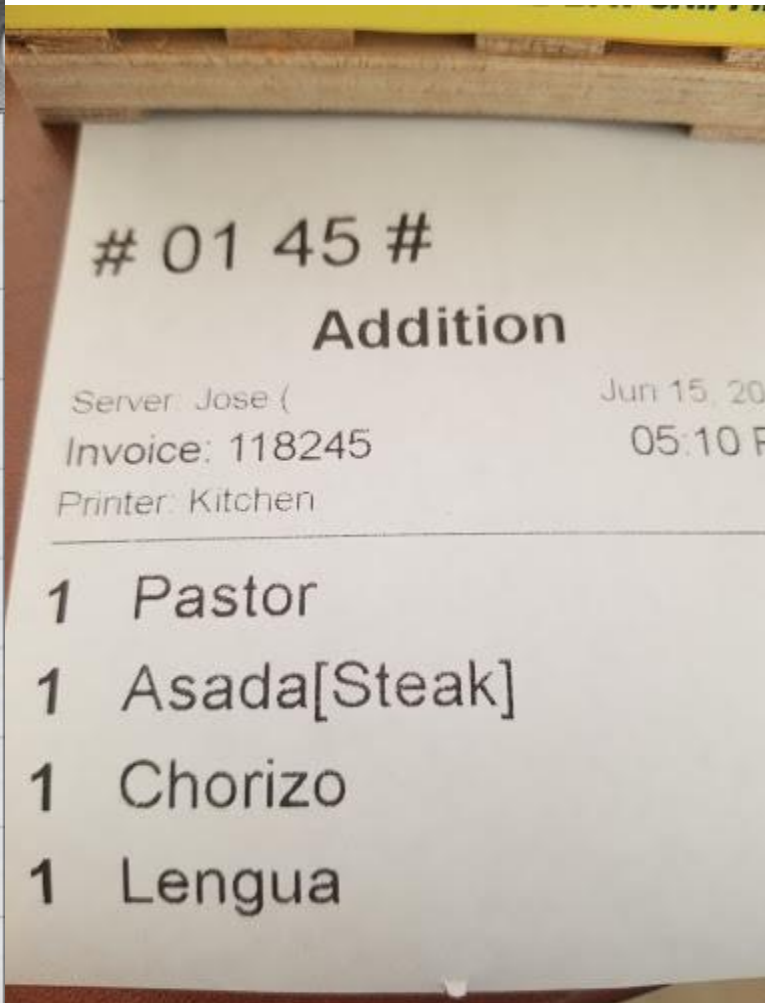 # 01 45 #
Addition
Server: Jose (
Jun 15, 20
Invoice: 118245
05:10 P
Printer: Kitchen
1 Pastor
1 Asada[Steak]
1 Chorizo
1 Lengua